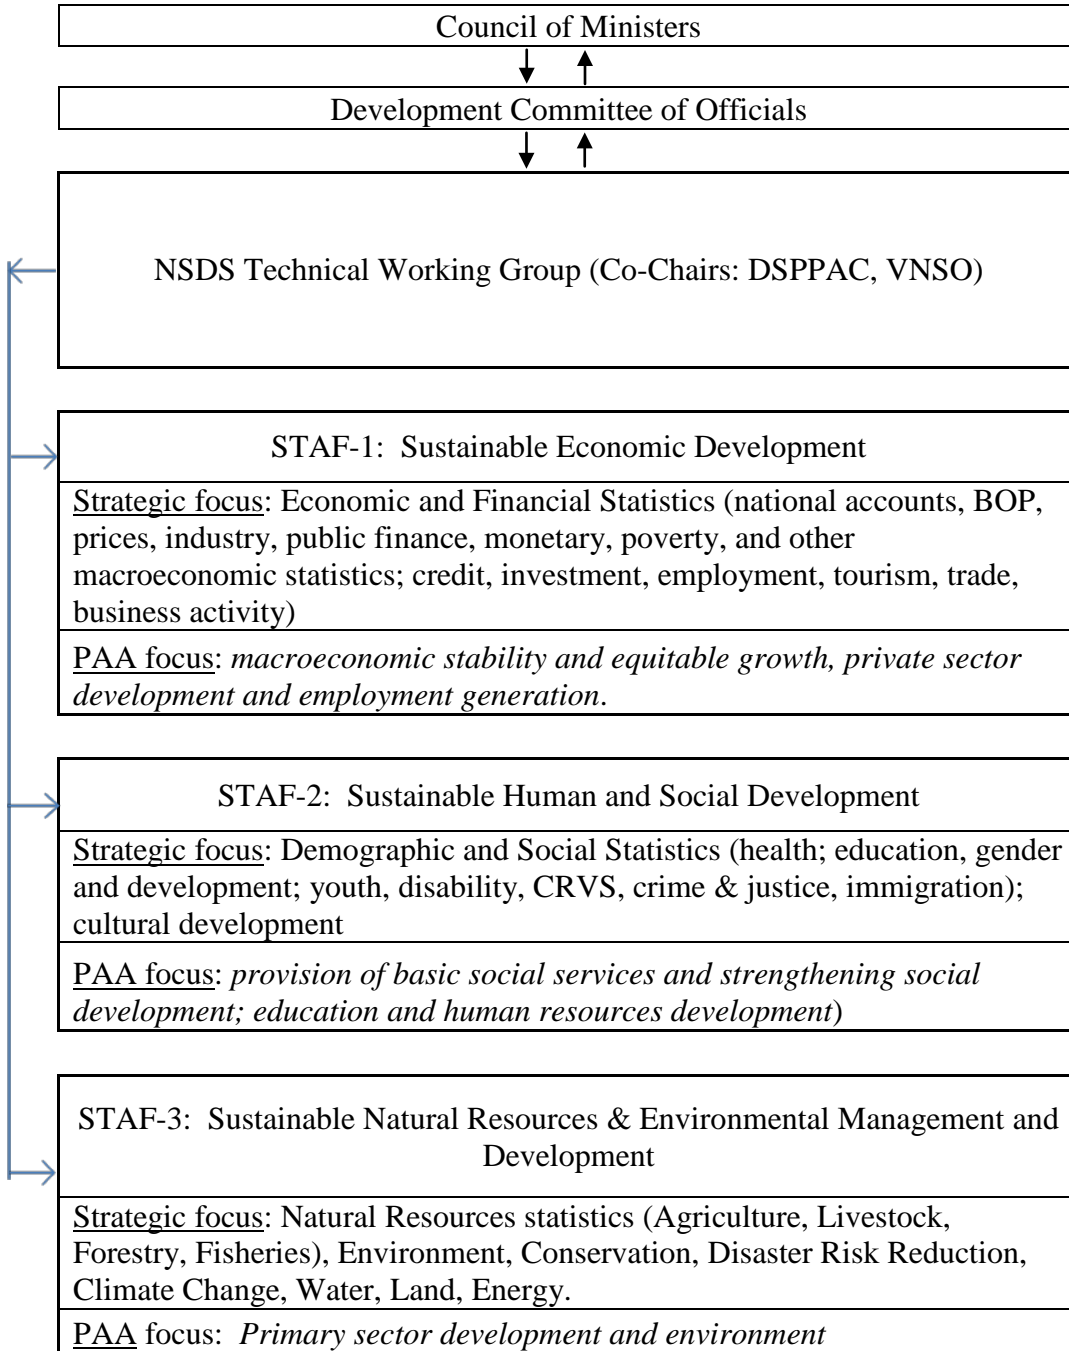 Council of Ministers
Development Committee of Officials
NSDS Technical Working Group (Co-Chairs: DSPPAC, VNSO)
STAF-1:  Sustainable Economic Development
Strategic focus: Economic and Financial Statistics (national accounts, BOP,
prices, industry, public finance, monetary, poverty, and other
macroeconomic statistics; credit, investment, employment, tourism, trade,
business activity)
PAA focus: macroeconomic stability and equitable growth, private sector
development and employment generation.
STAF-2:  Sustainable Human and Social Development
Strategic focus: Demographic and Social Statistics (health; education, gender
and development; youth, disability, CRVS, crime & justice, immigration);
cultural development
PAA focus: provision of basic social services and strengthening social
development; education and human resources development)
STAF-3:  Sustainable Natural Resources & Environmental Management and
Development
Strategic focus: Natural Resources statistics (Agriculture, Livestock,
Forestry, Fisheries), Environment, Conservation, Disaster Risk Reduction,
Climate Change, Water, Land, Energy.
PAA focus:  Primary sector development and environment